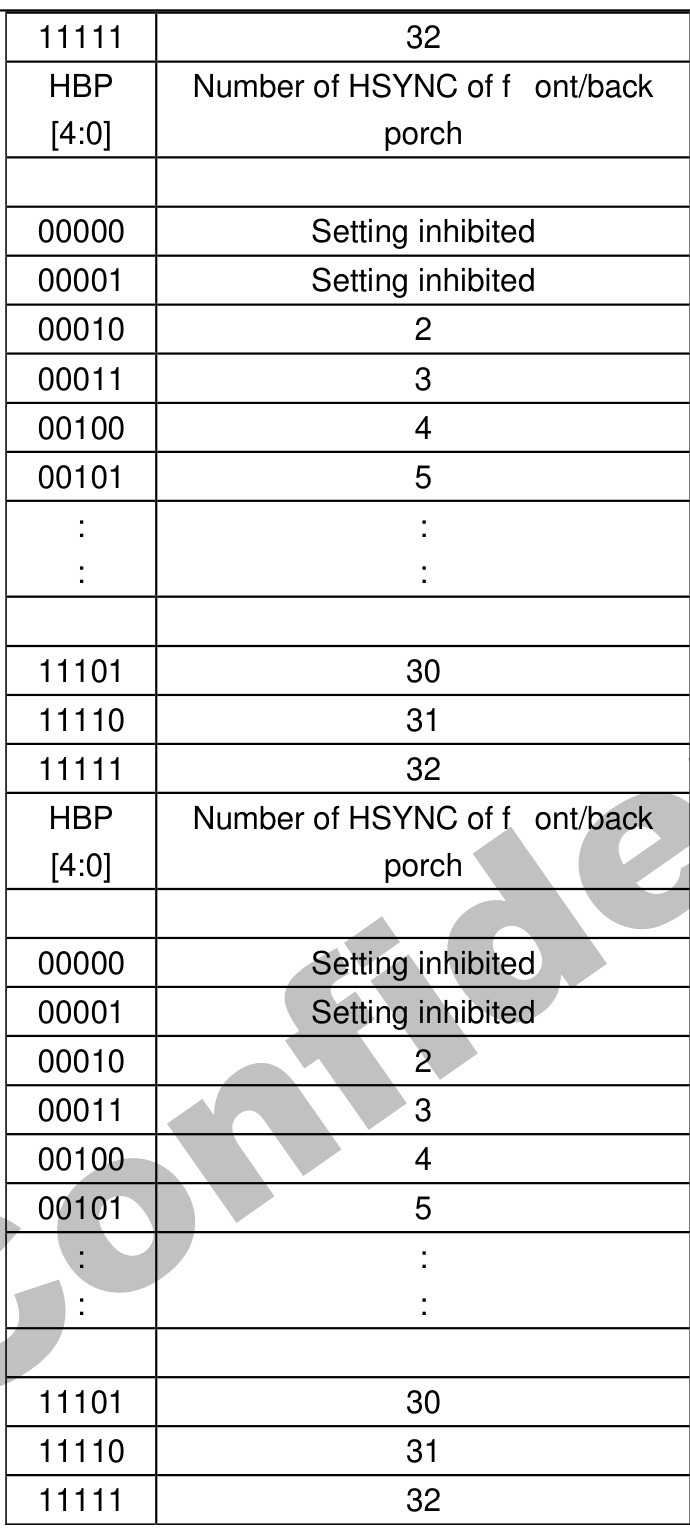 11111 32
HBP Number of HSYNC of f ont/back
[4:0] porch
00000 Setting inhibited
00001 Setting inhibited
00010 2
00011 3
00100 4
00101 5
: :
: :
11101 30
11110 31
11111 32
HBP Number of HSYNC of f ont/back
[4:0] porch
00000 Setting inhibited
00001 Setting inhibited
00010 2
00011 3
00100 4
00101 5
: :
: :
11101 30
11110 31
11111 32
Confide